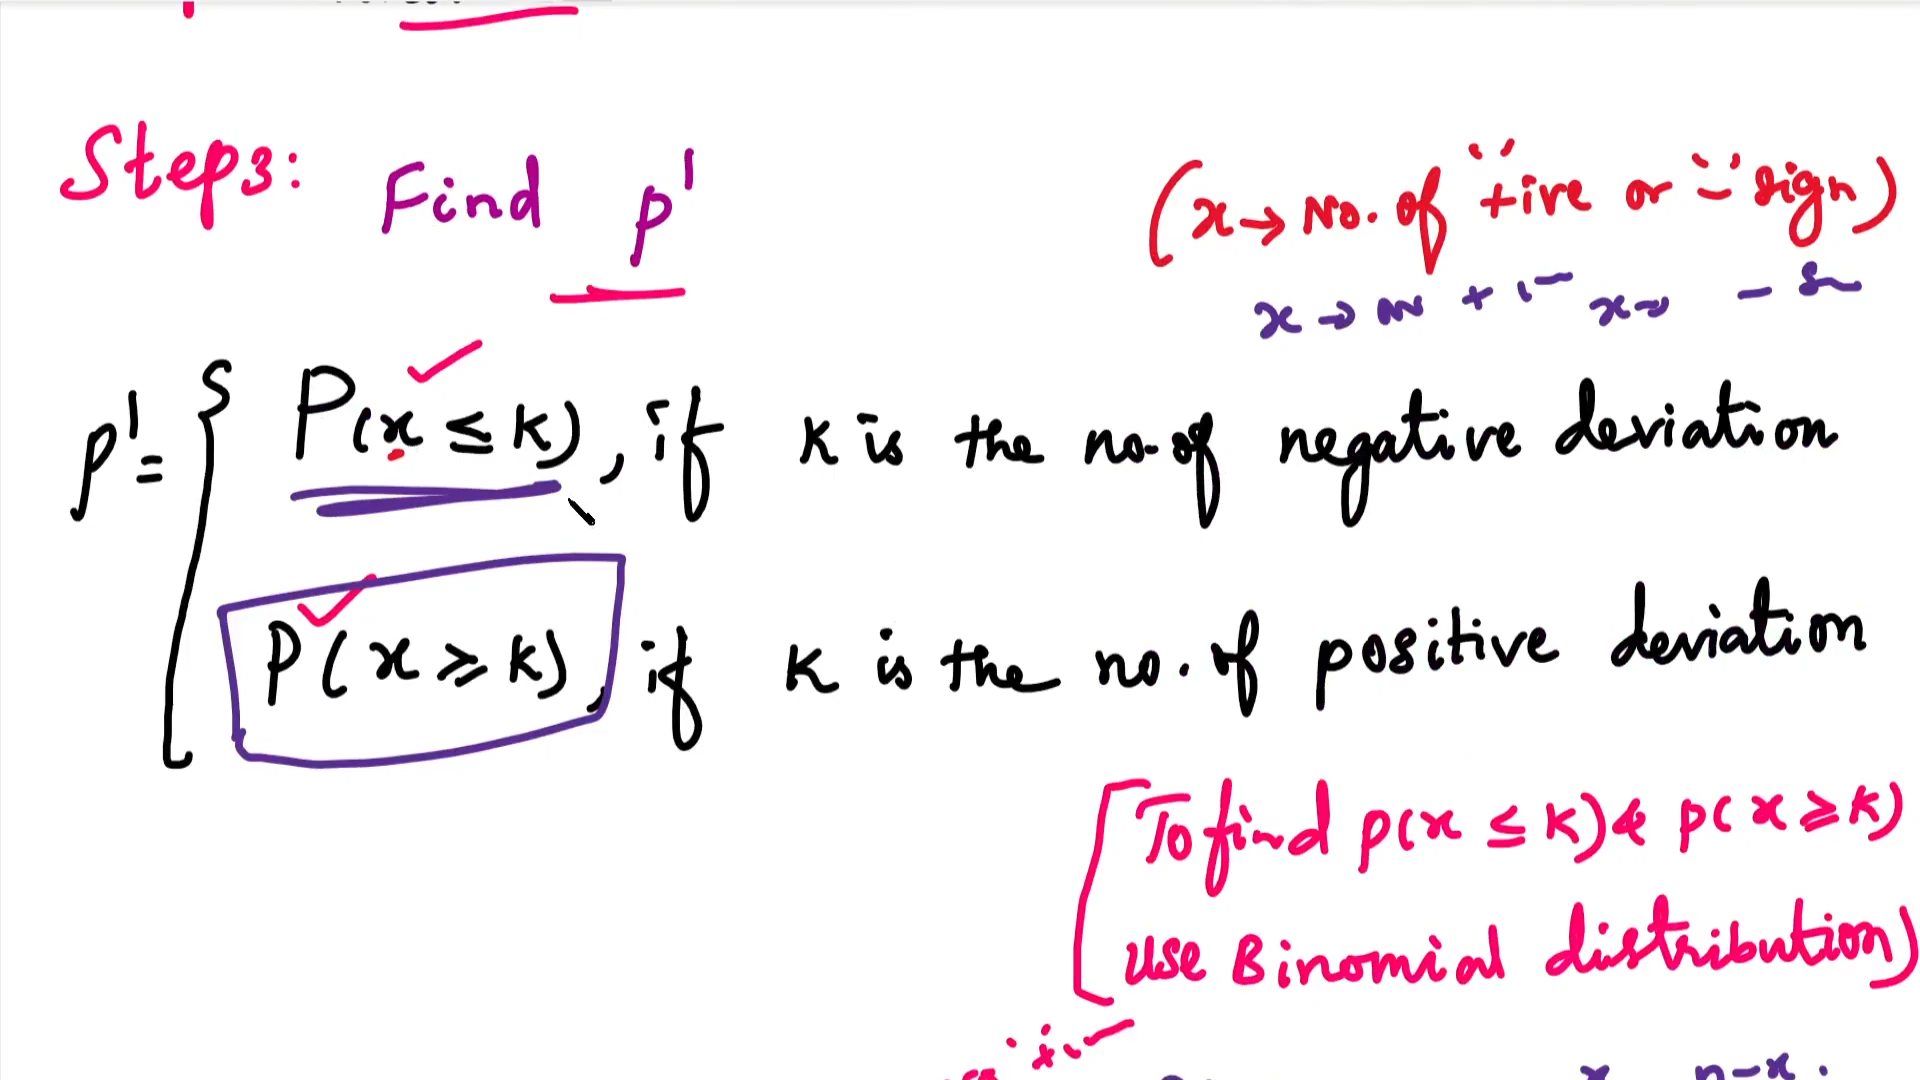 Step3: Find p'
(x → No. of "+ive or "-" sign)
x → + x → -
p' = { P(x ≤ k), if k is the no. of negative deviation
P(x ≥ k), if k is the no. of positive deviation
[To find p(x ≤ k) & p(x ≥ k)
use Binomial distribution)
x n-x